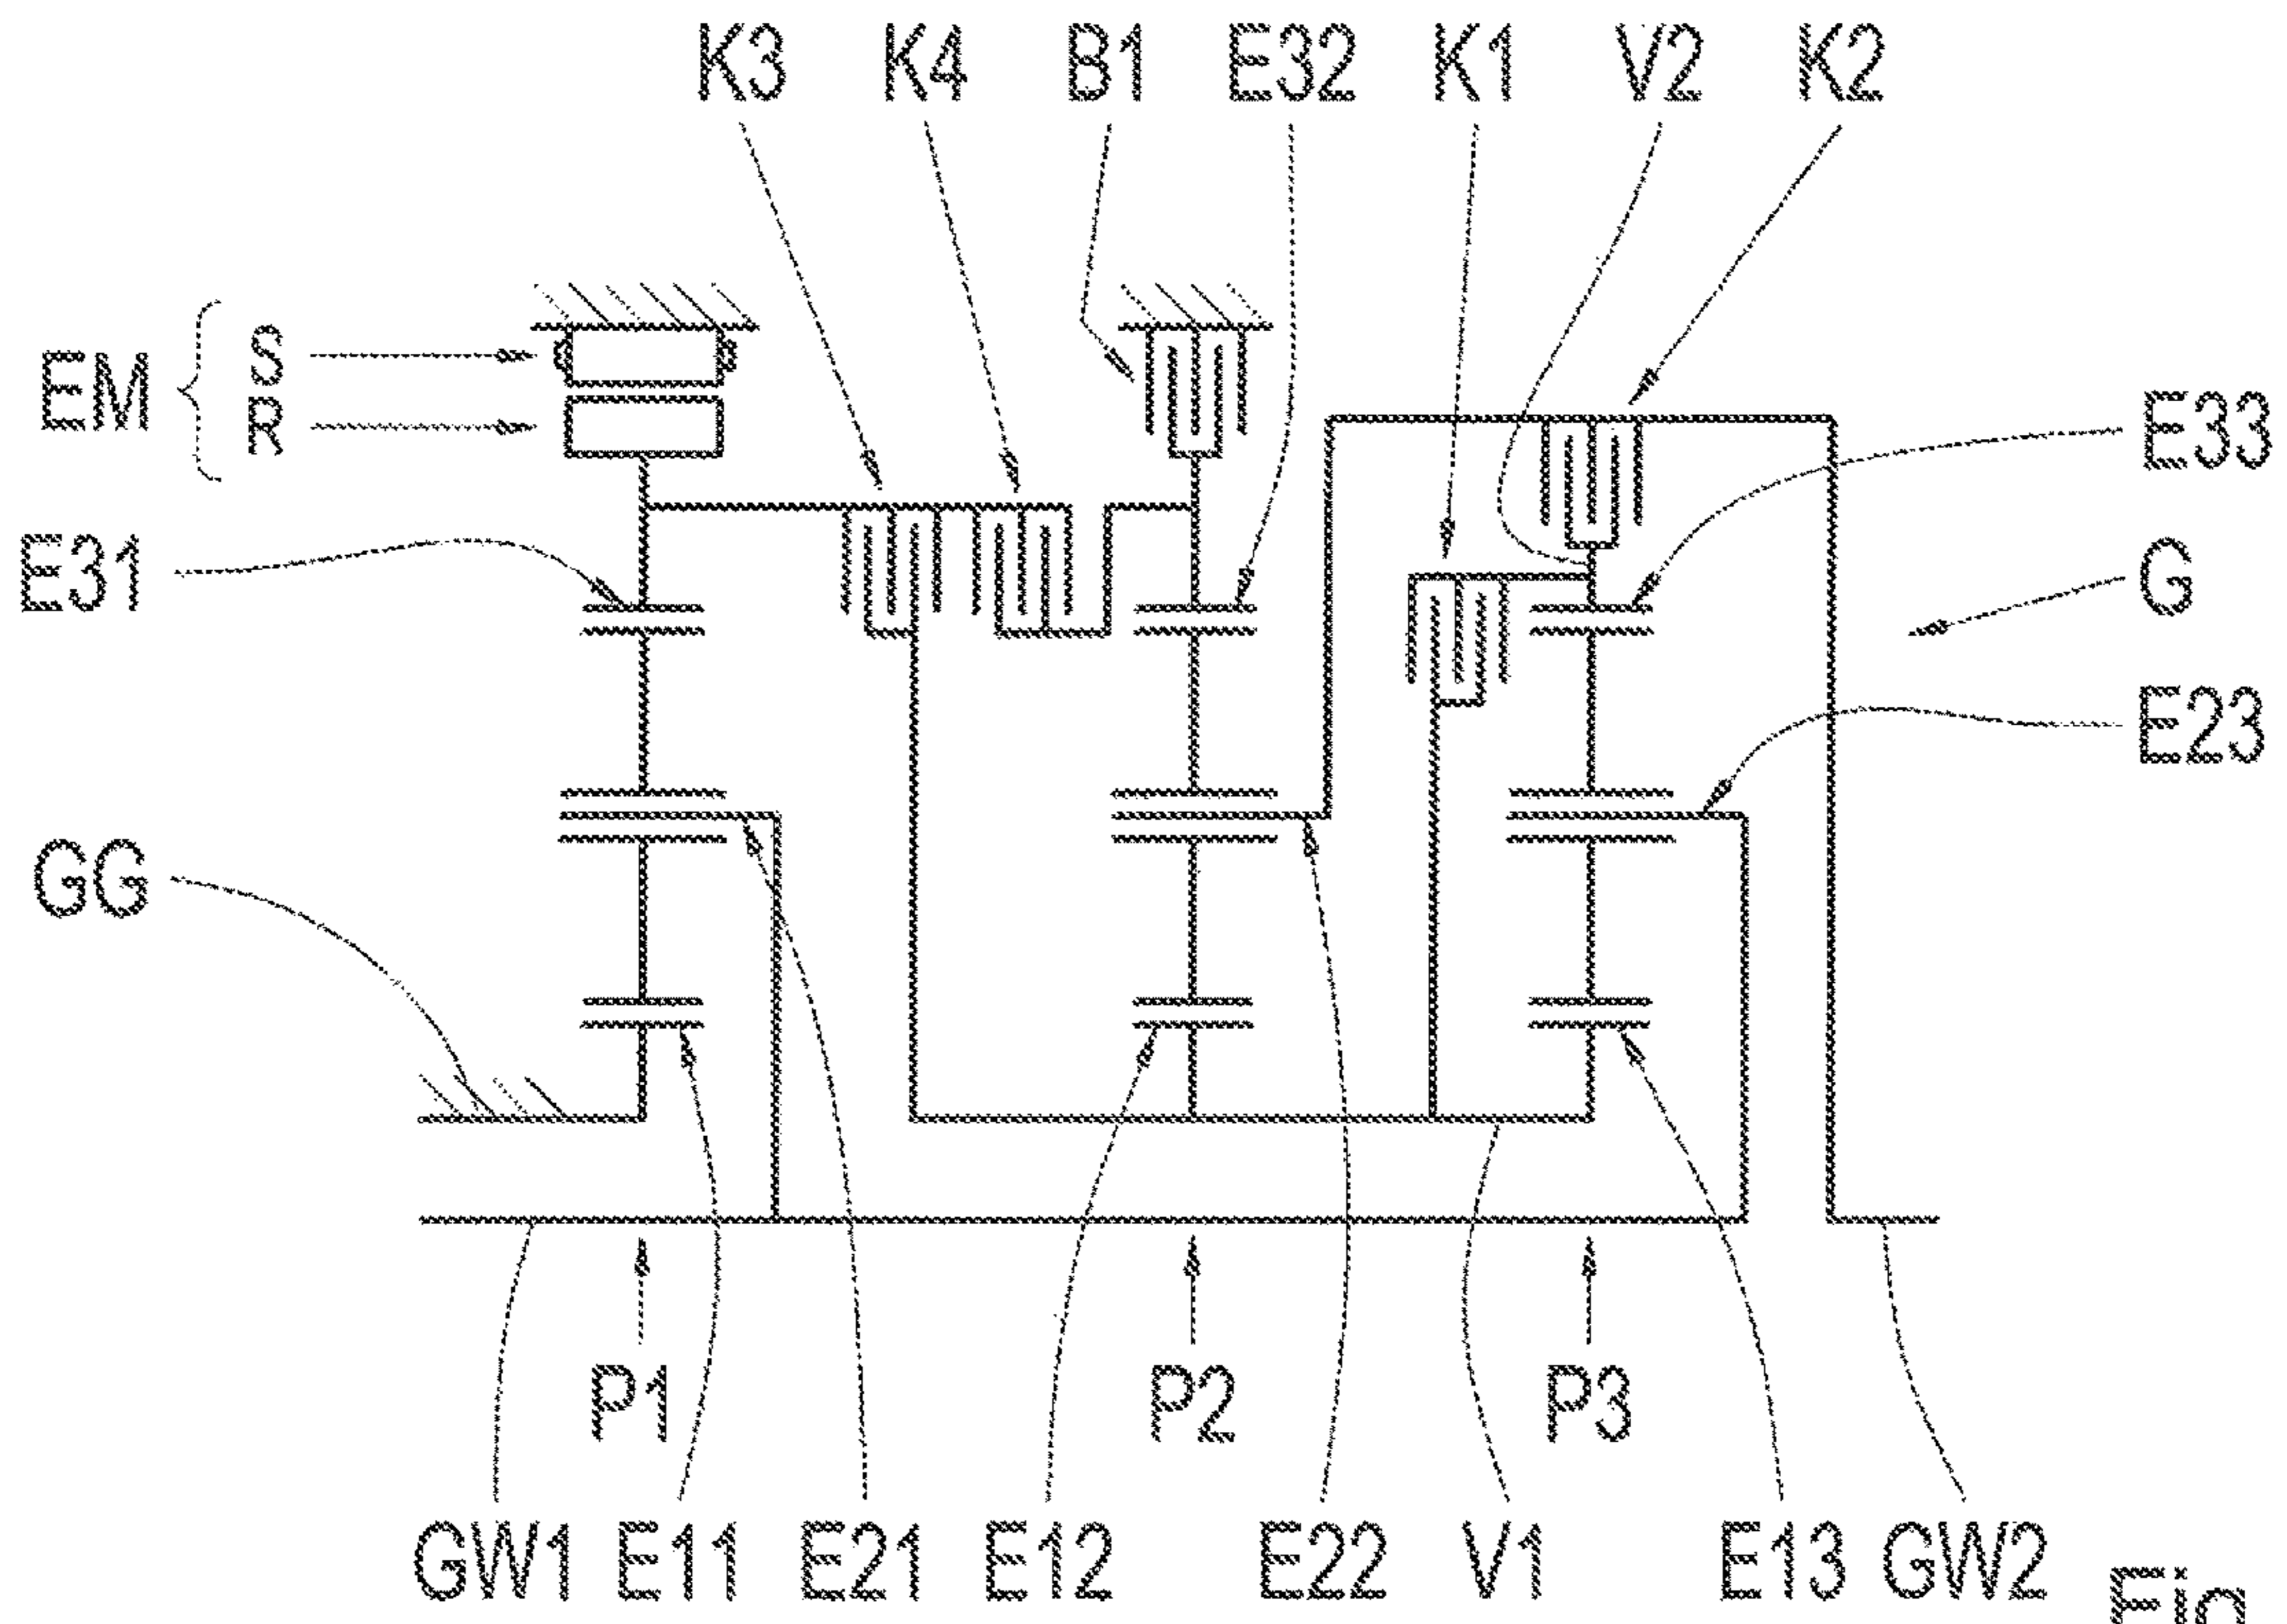 K3 K4 B1 E32 K1 V2 K2
EM { S
R
E33
E31
G
E23
GG
P1 P2 P3
GW1 E11 E21 E12 E22 V1 E13 GW2
Fig